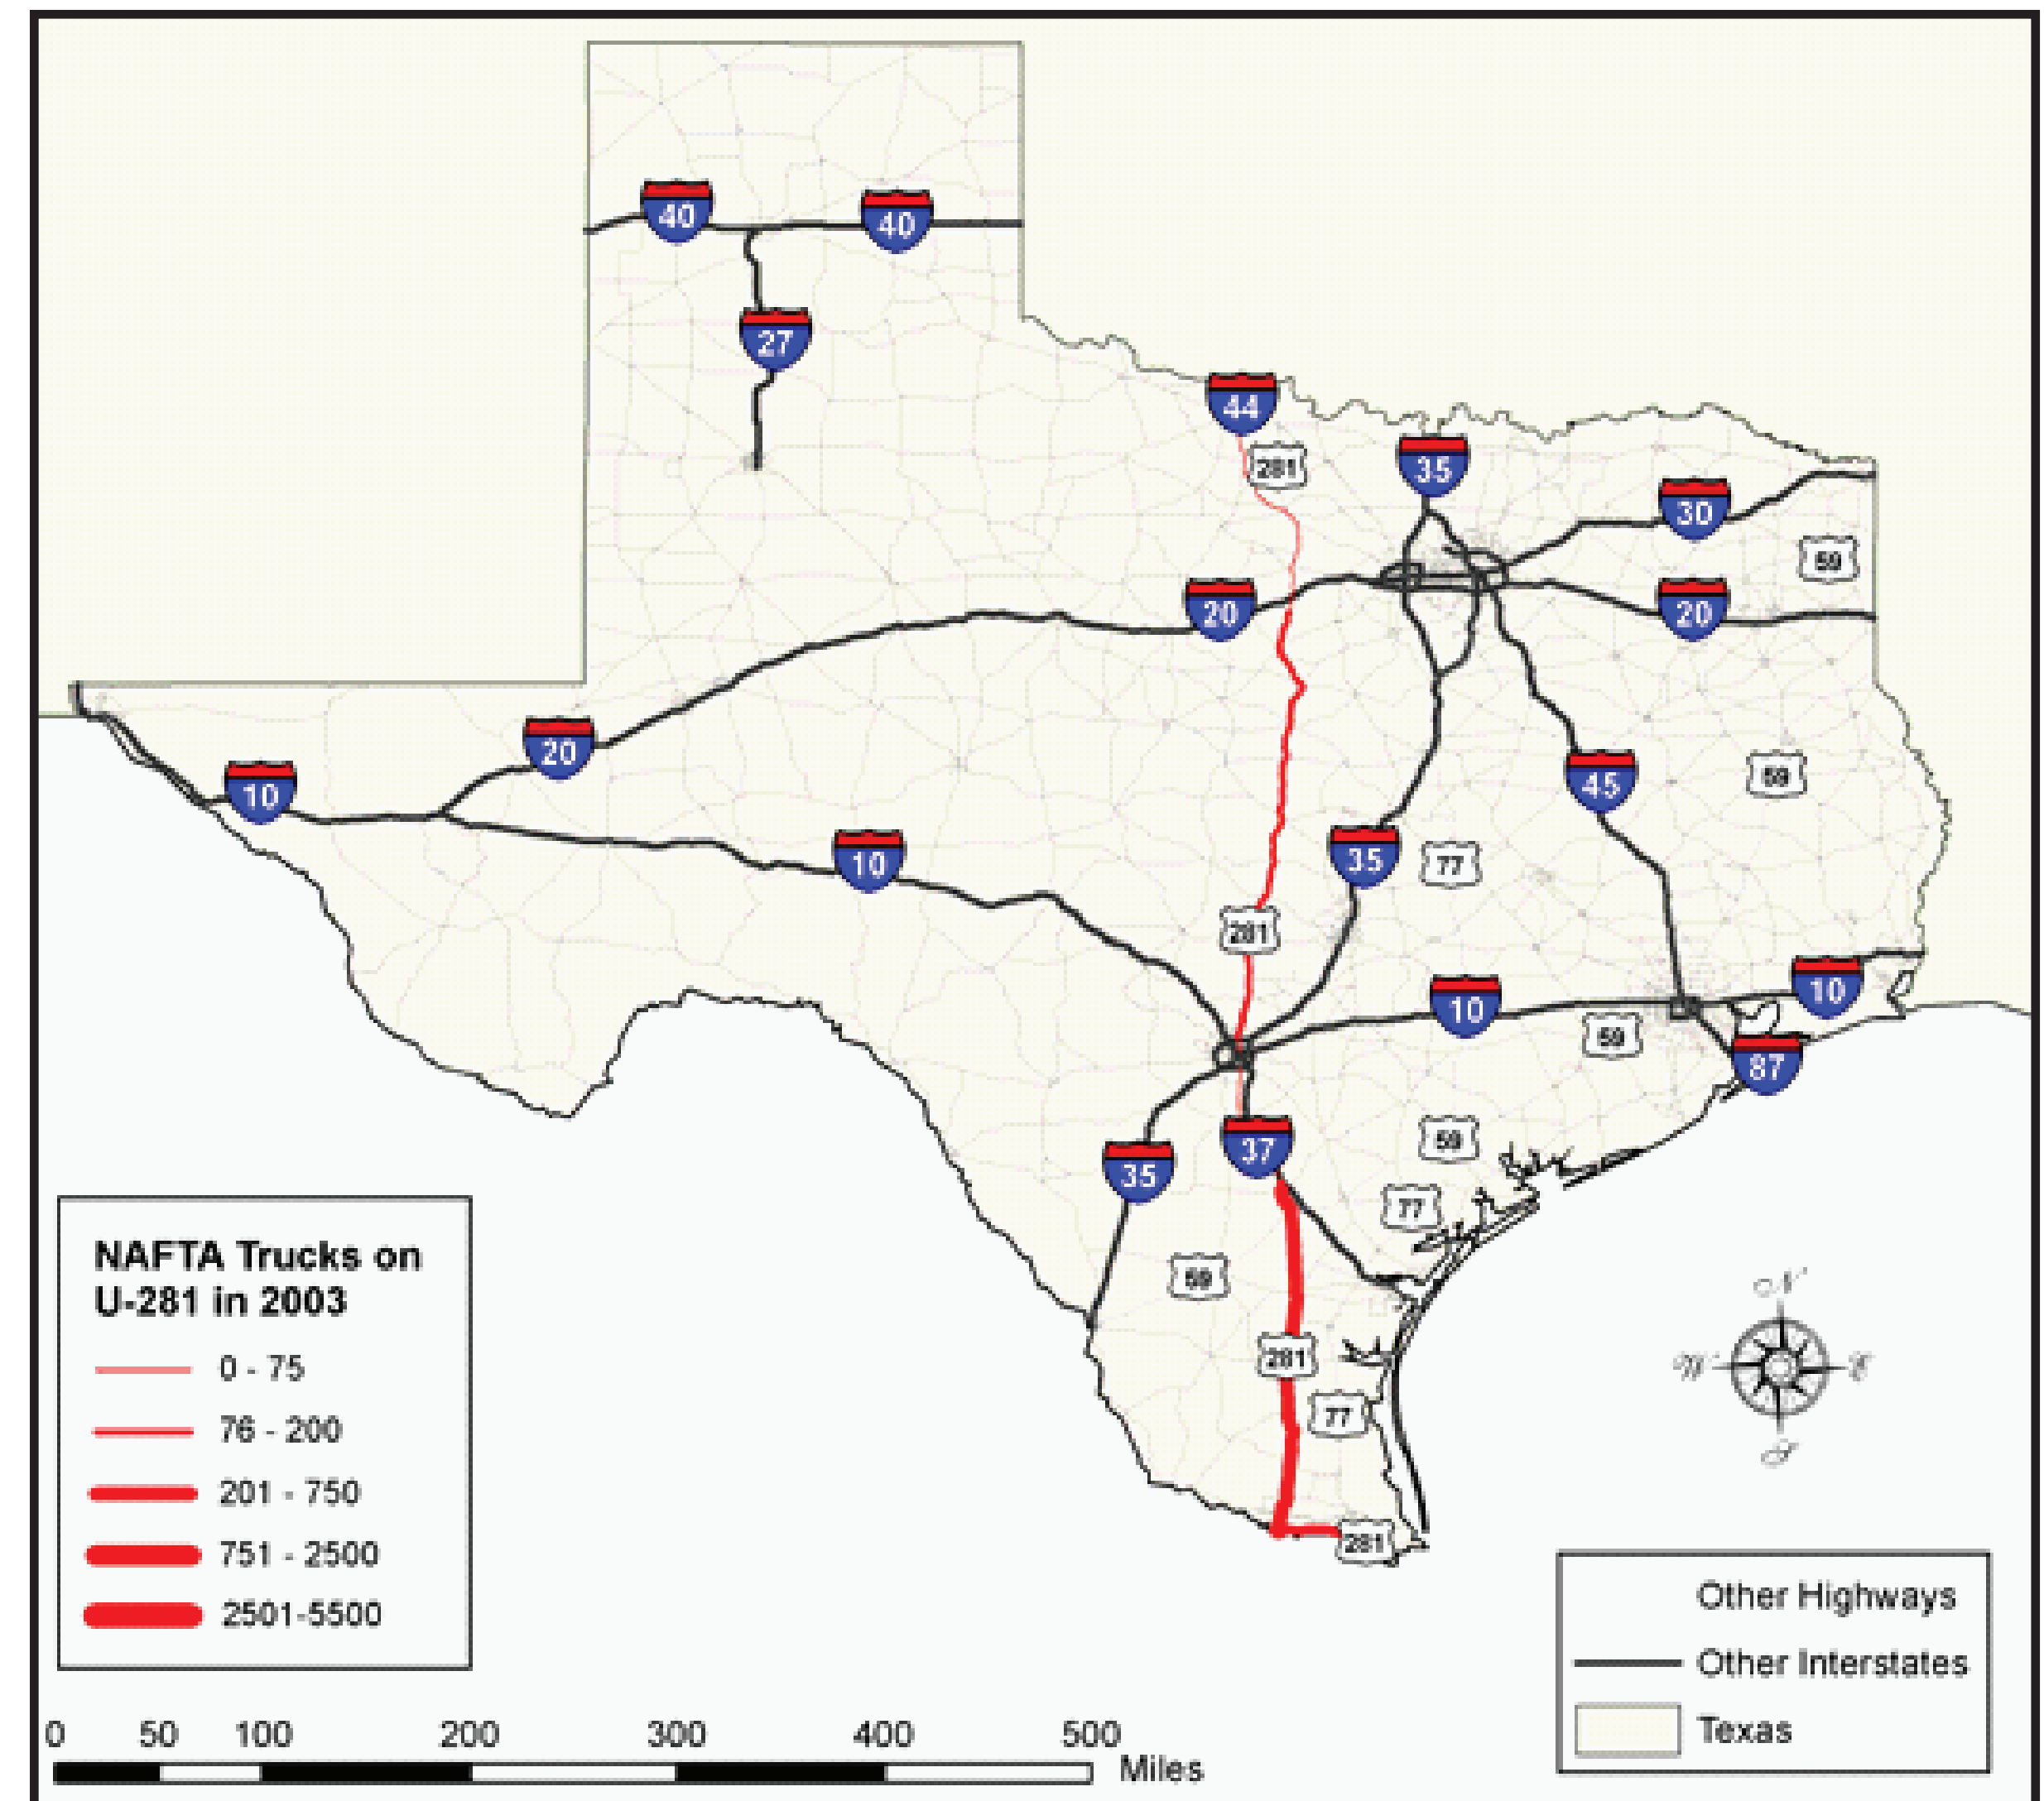 40
40
27
44
281
35
30
59
20
20
20
59
10
45
10
35
77
281
10
10
59
87
37
59
35
77
59
281
77
281
NAFTA Trucks on
U-281 in 2003
0 - 75
76 - 200
201 - 750
751 - 2500
2501-5500
N
W
E
S
Other Highways
Other Interstates
Texas
0 50 100 200 300 400 500
Miles